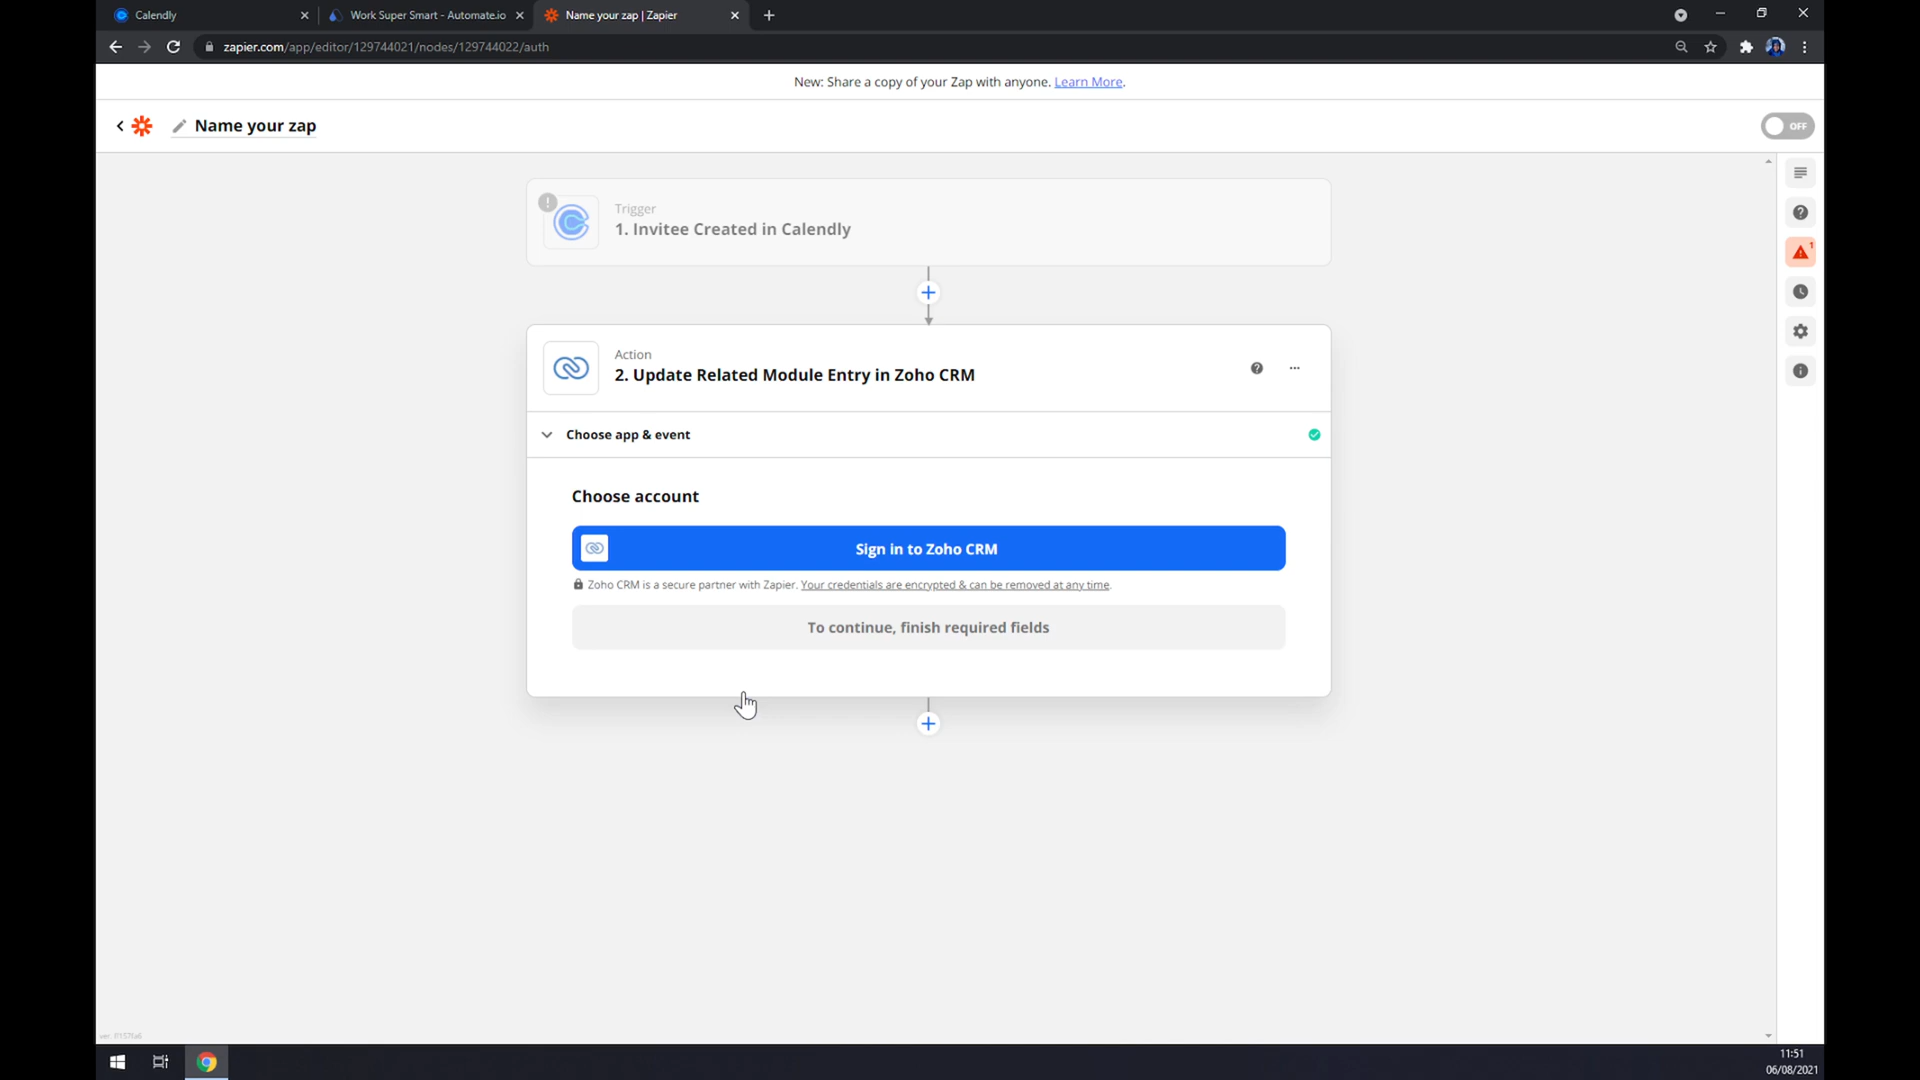 Calendly
Work Super Smart - Automate.io
Name your zap | Zapier
zapier.com/app/editor/129744021/nodes/129744022/auth
New: Share a copy of your Zap with anyone. Learn More.
Name your zap
OFF
Trigger
1. Invitee Created in Calendly
1
Action
2. Update Related Module Entry in Zoho CRM
Choose app & event
Choose account
Sign in to Zoho CRM
Zoho CRM is a secure partner with Zapier. Your credentials are encrypted & can be removed at any time.
To continue, finish required fields
11:51
06/08/2021